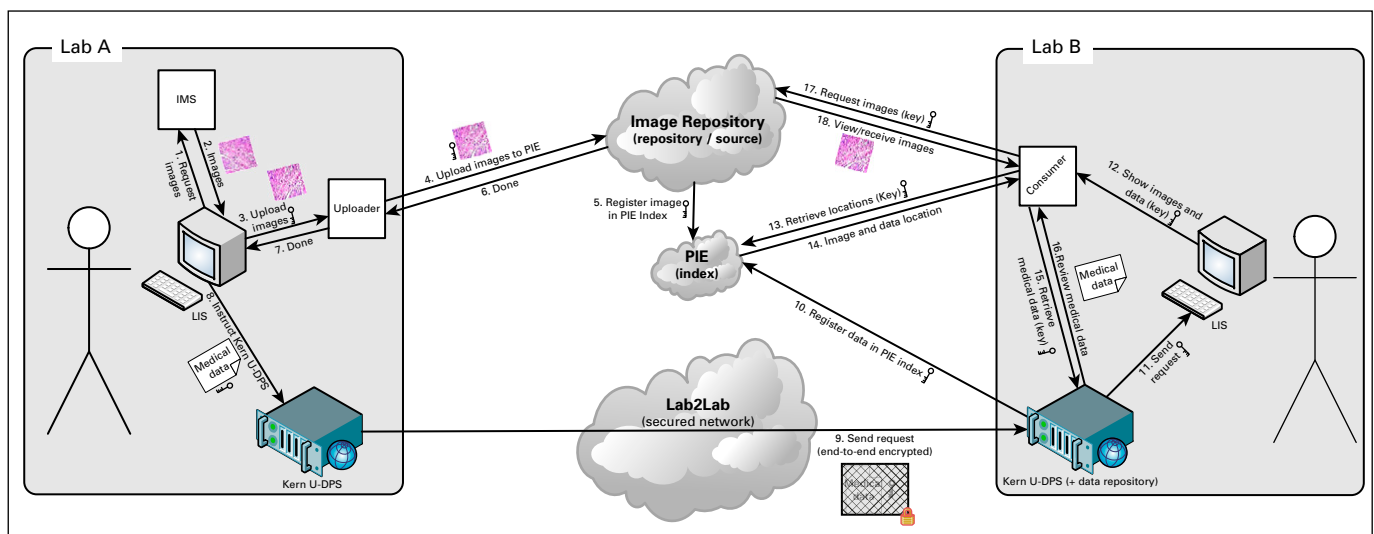 Lab A
IMS
1. Request
images
2. Images
3. Upload
images
7. Done
Uploader
LIS
8. Instruct Kern U-DPS
Medical
data
Kern U-DPS
4. Upload images to PIE
6. Done
Image Repository
(repository / source)
5. Register image
in PIE Index
PIE
(index)
Lab2Lab
(secured network)
9. Send request
(end-to-end encrypted)
Medical
data
10. Register data in PIE index
17. Request images (key)
18. View/receive images
13. Retrieve locations (Key)
14. Image and data location
Lab B
Consumer
12. Show images and
data (key)
16.Review medical data
15. Retrieve
medical data (key)
Medical
data
11. Send
request
LIS
Kern U-DPS (+ data repository)